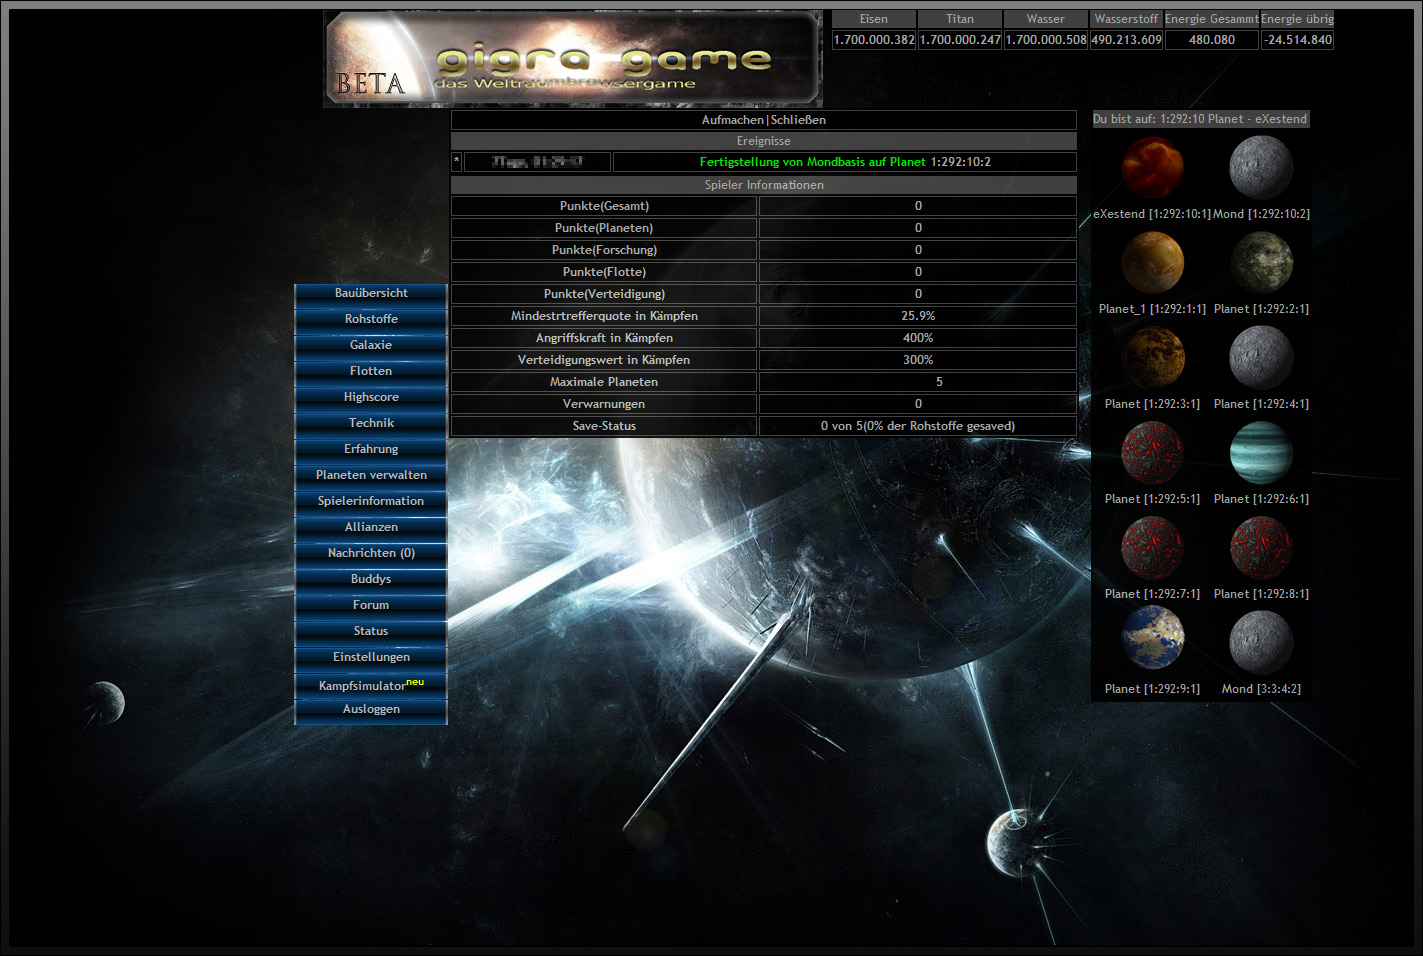 BETA
gigra game
das Weltraumbrowsergame
Eisen Titan Wasser Wasserstoff Energie Gesammt Energie übrig
1.700.000.382 1.700.000.247 1.700.000.508 490.213.609 480.080 -24.514.840
Aufmachen|Schließen
Ereignisse
* Fertigstellung von Mondbasis auf Planet 1:292:10:2
Spieler Informationen
Punkte(Gesamt) 0
Punkte(Planeten) 0
Punkte(Forschung) 0
Punkte(Flotte) 0
Punkte(Verteidigung) 0
Mindestrtrefferquote in Kämpfen 25.9%
Angriffskraft in Kämpfen 400%
Verteidigungswert in Kämpfen 300%
Maximale Planeten 5
Verwarnungen 0
Save-Status 0 von 5(0% der Rohstoffe gesaved)
Bauübersicht
Rohstoffe
Galaxie
Flotten
Highscore
Technik
Erfahrung
Planeten verwalten
Spielerinformation
Allianzen
Nachrichten (0)
Buddys
Forum
Status
Einstellungen
Kampfsimulator neu
Ausloggen
Du bist auf: 1:292:10 Planet - eXestend
eXestend [1:292:10:1] Mond [1:292:10:2]
Planet_1 [1:292:1:1] Planet [1:292:2:1]
Planet [1:292:3:1] Planet [1:292:4:1]
Planet [1:292:5:1] Planet [1:292:6:1]
Planet [1:292:7:1] Planet [1:292:8:1]
Planet [1:292:9:1] Mond [3:3:4:2]